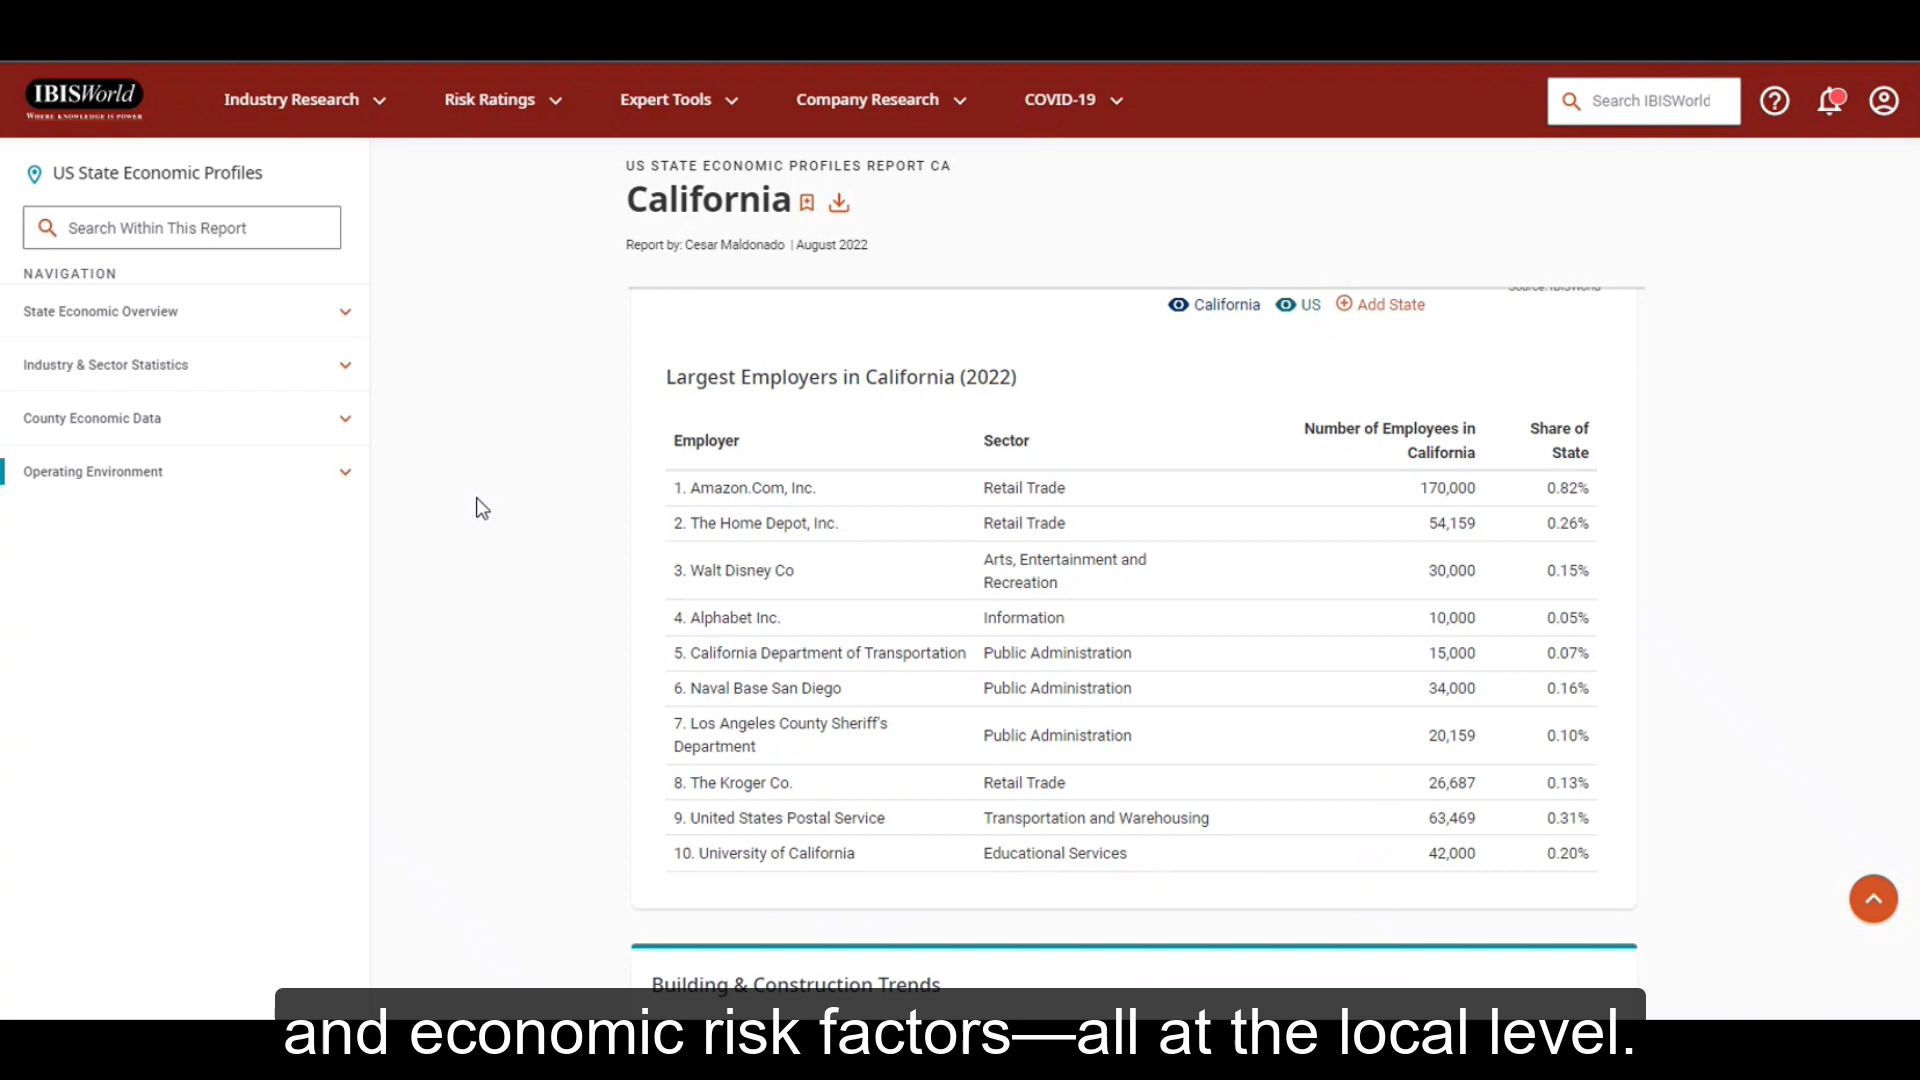 IBISWorld
WHERE KNOWLEDGE IS POWER
Industry Research
Risk Ratings
Expert Tools
Company Research
COVID-19
Search IBISWorld
US State Economic Profiles
Search Within This Report
NAVIGATION
State Economic Overview
Industry & Sector Statistics
County Economic Data
Operating Environment
US STATE ECONOMIC PROFILES REPORT CA
California
Report by: Cesar Maldonado | August 2022
Source: IBISWorld
California US Add State
Largest Employers in California (2022)
Employer Sector Number of Employees in California Share of State
1. Amazon.Com, Inc. Retail Trade 170,000 0.82%
2. The Home Depot, Inc. Retail Trade 54,159 0.26%
3. Walt Disney Co Arts, Entertainment and Recreation 30,000 0.15%
4. Alphabet Inc. Information 10,000 0.05%
5. California Department of Transportation Public Administration 15,000 0.07%
6. Naval Base San Diego Public Administration 34,000 0.16%
7. Los Angeles County Sheriff's Department Public Administration 20,159 0.10%
8. The Kroger Co. Retail Trade 26,687 0.13%
9. United States Postal Service Transportation and Warehousing 63,469 0.31%
10. University of California Educational Services 42,000 0.20%
Building & Construction Trends
and economic risk factors—all at the local level.